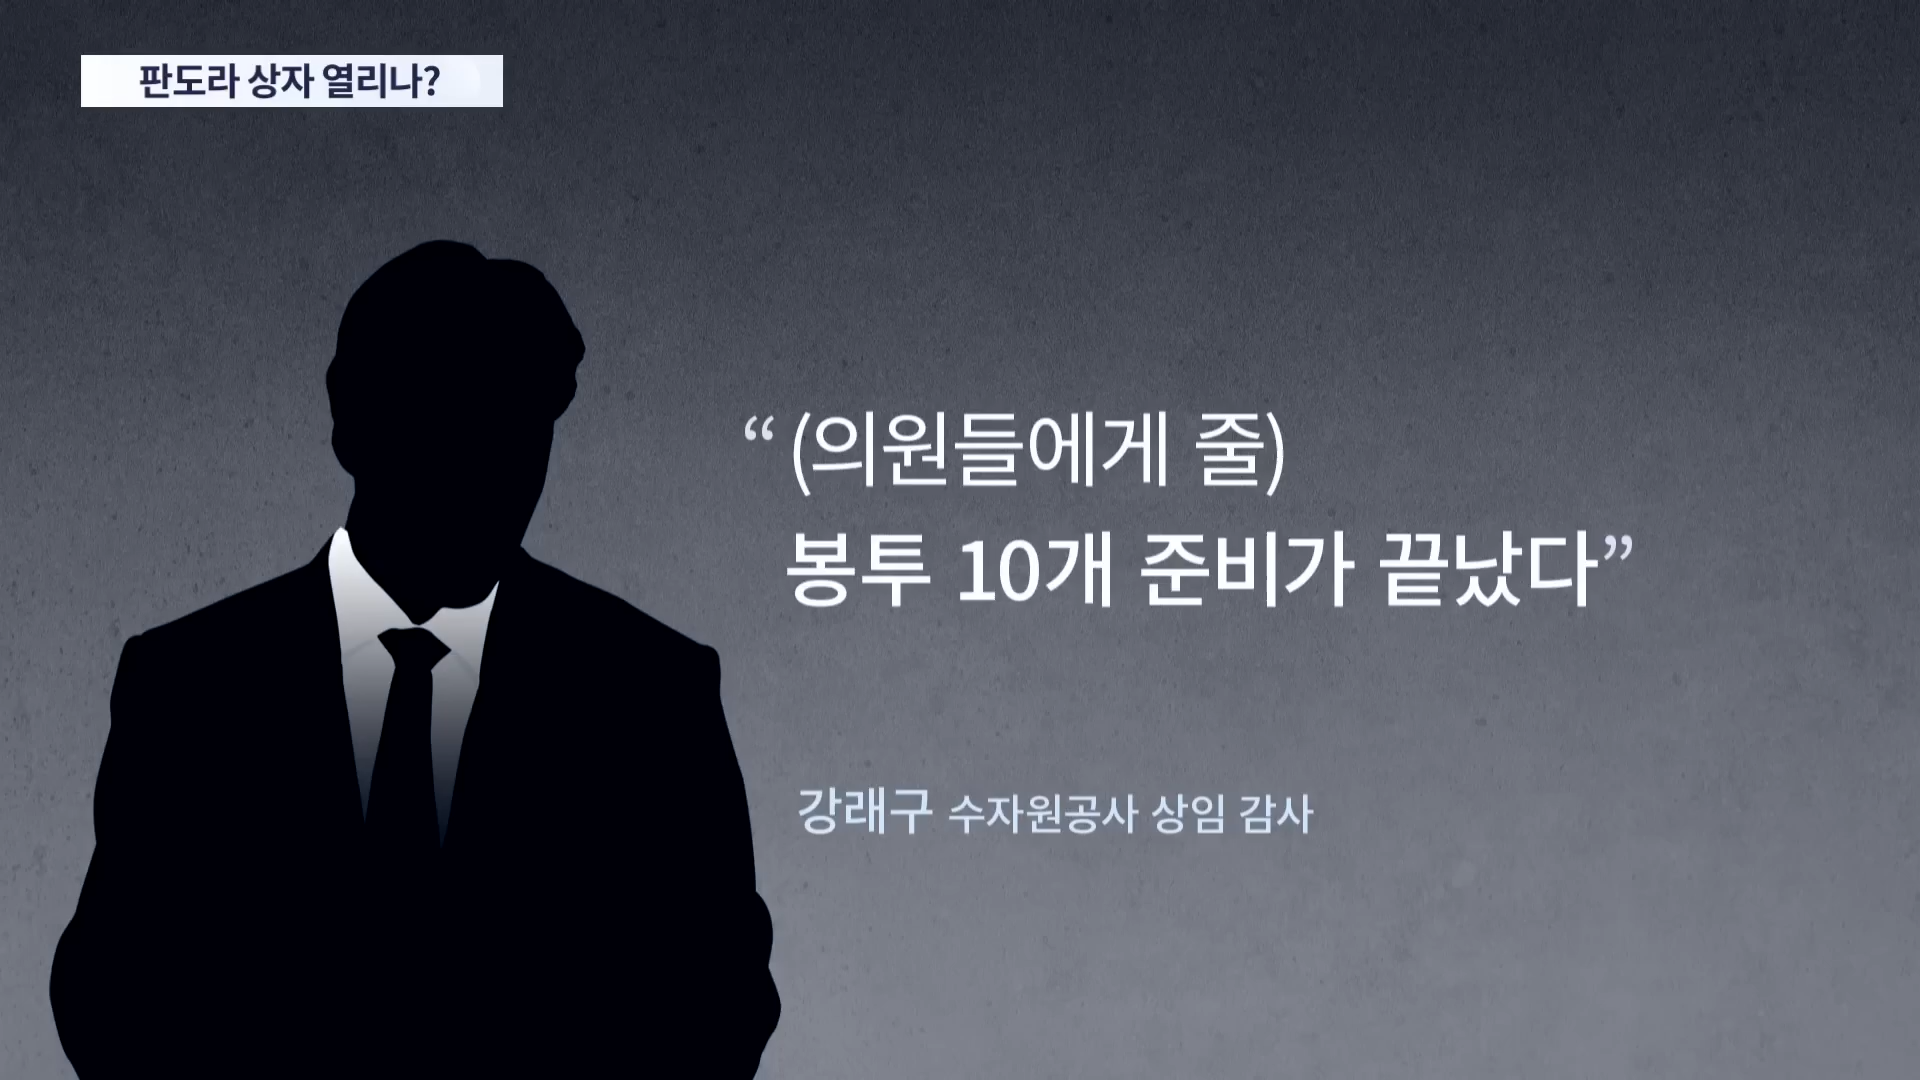 판도라 상자 열리나?
“(의원들에게 줄)
봉투 10개 준비가 끝났다”
강래구 수자원공사 상임 감사